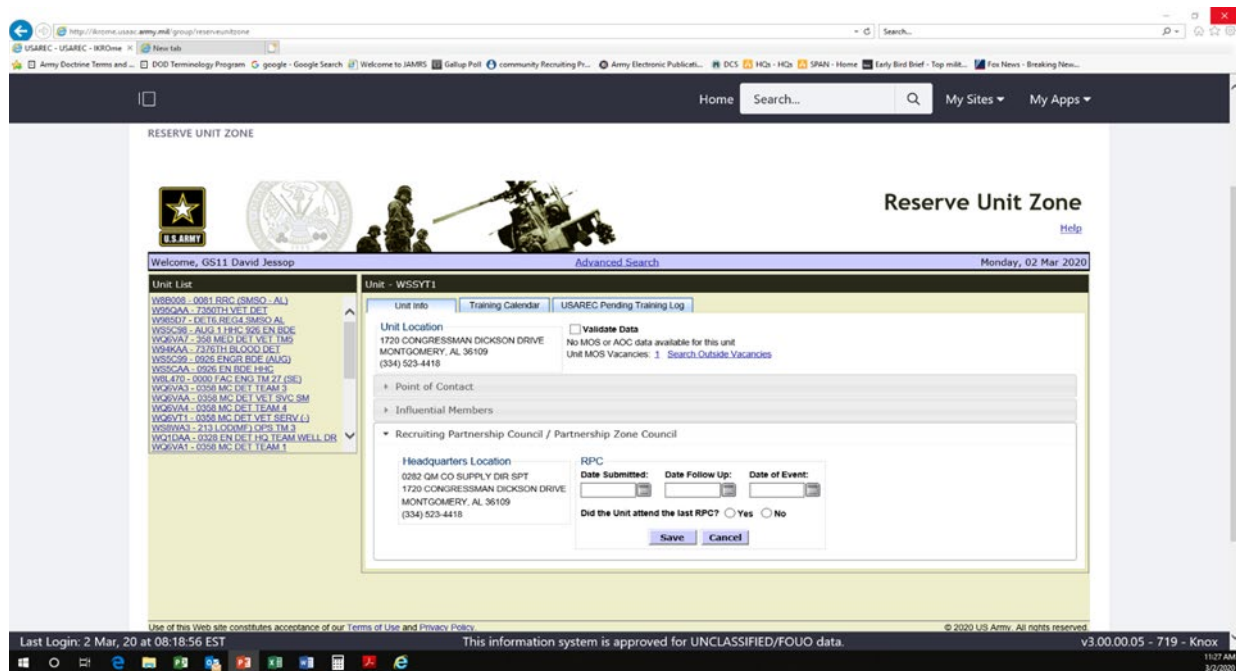 http://ikrome.usaac.army.mil/group/reserveunitzone
Search...
USAREC - USAREC - IKROme
New tab
Army Doctrine Terms and ...
DOD Terminology Program
google - Google Search
Welcome to JAMRS
Gallup Poll
community Recruiting Pr...
Army Electronic Publicati...
DCS
HQs - HQs
SPAN - Home
Early Bird Brief - Top milit...
Fox News - Breaking New...
Home
Search...
My Sites
My Apps
RESERVE UNIT ZONE
U.S.ARMY
Reserve Unit Zone
Help
Welcome, GS11 David Jessop
Advanced Search
Monday, 02 Mar 2020
Unit List
W8B008 - 0081 RRC (SMSO - AL)
W95QAA - 7350TH VET DET
W985D7 - DET6,REG4,SMSO AL
WS5C98 - AUG 1 HHC 926 EN BDE
WQ6VA7 - 358 MED DET VET TM5
W94KAA - 7376TH BLOOD DET
WS5C99 - 0926 ENGR BDE (AUG)
WS5CAA - 0926 EN BDE HHC
W8L470 - 0000 FAC ENG TM 27 (SE)
WQ6VA3 - 0358 MC DET TEAM 3
WQ6VAA - 0358 MC DET VET SVC SM
WQ6VA4 - 0358 MC DET TEAM 4
WQ6VT1 - 0358 MC DET VET SERV (-)
WS8WA3 - 213 LOD(MF) OPS TM 3
WQ1DAA - 0328 EN DET HQ TEAM WELL DR
WQ6VA1 - 0358 MC DET TEAM 1
Unit - WSSYT1
Unit Info
Training Calendar
USAREC Pending Training Log
Unit Location
1720 CONGRESSMAN DICKSON DRIVE
MONTGOMERY, AL 36109
(334) 523-4418
Validate Data
No MOS or AOC data available for this unit
Unit MOS Vacancies: 1 Search Outside Vacancies
Point of Contact
Influential Members
Recruiting Partnership Council / Partnership Zone Council
Headquarters Location
0282 QM CO SUPPLY DIR SPT
1720 CONGRESSMAN DICKSON DRIVE
MONTGOMERY, AL 36109
(334) 523-4418
RPC
Date Submitted: Date Follow Up: Date of Event:
Did the Unit attend the last RPC? Yes No
Save Cancel
Use of this Web site constitutes acceptance of our Terms of Use and Privacy Policy.
© 2020 US Army. All rights reserved.
Last Login: 2 Mar, 20 at 08:18:56 EST
This information system is approved for UNCLASSIFIED/FOUO data.
v3.00.00.05 - 719 - Knox
11:27 AM
3/2/2020